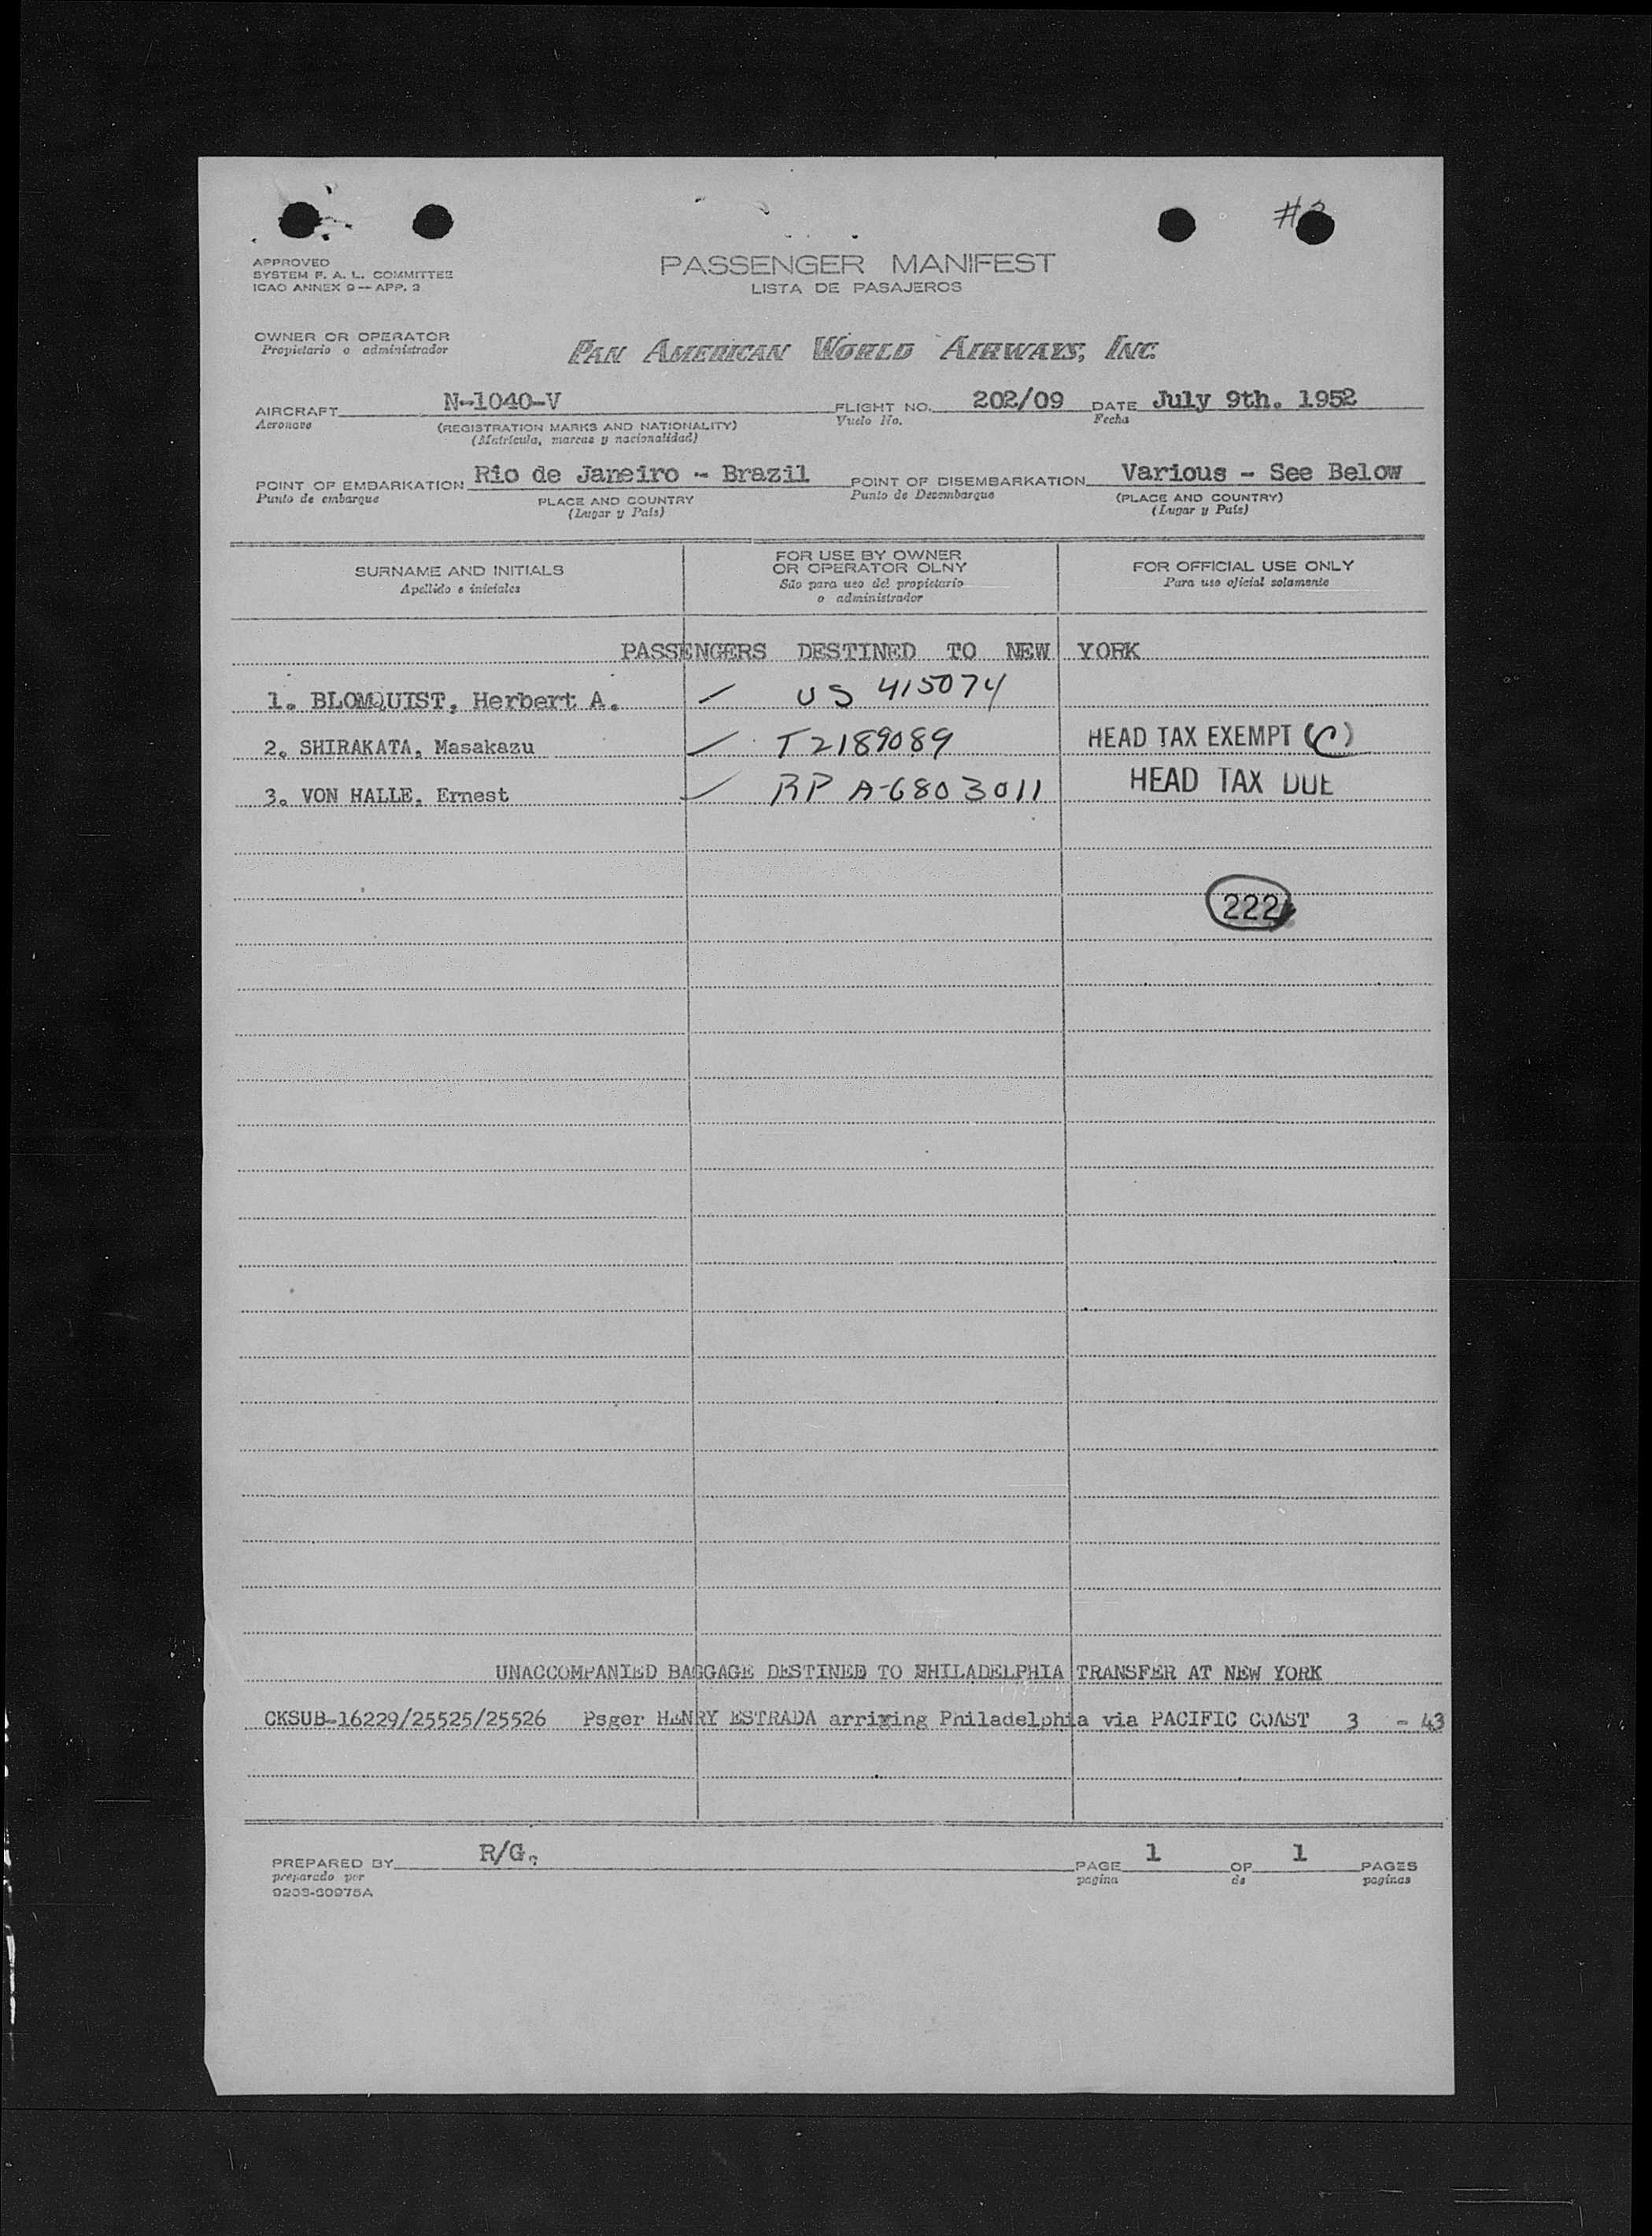 #
APPROVED
SYSTEM F. A. L. COMMITTEE
ICAO ANNEX 9—APP. 2
PASSENGER MANIFEST
LISTA DE PASAJEROS
OWNER OR OPERATOR
Propietario o administrador
PAN AMERICAN WORLD AIRWAYS, INC.
AIRCRAFT N-1040-V FLIGHT NO. 202/09 DATE July 9th. 1952
Aeronave (REGISTRATION MARKS AND NATIONALITY) Vuelo No. Fecha
(Matrícula, marcas y nacionalidad)
POINT OF EMBARKATION Rio de Janeiro - Brazil POINT OF DISEMBARKATION Various - See Below
Punto de embarque PLACE AND COUNTRY Punto de Desembarque (PLACE AND COUNTRY)
(Lugar y País) (Lugar y País)
SURNAME AND INITIALS
Apellido e iniciales
FOR USE BY OWNER
OR OPERATOR OLNY
Sño para uso del propietario
o administrador
FOR OFFICIAL USE ONLY
Para uso oficial solamente
PASSENGERS DESTINED TO NEW YORK
1. BLOMQUIST, Herbert A. ✓ US 415074
2. SHIRAKATA, Masakazu ✓ T2189089 HEAD TAX EXEMPT (C)
3. VON HALLE, Ernest ✓ RP A-6803011 HEAD TAX DUE
222
UNACCOMPANIED BAGGAGE DESTINED TO PHILADELPHIA TRANSFER AT NEW YORK
CKSUB-16229/25525/25526 Psger HENRY ESTRADA arriving Philadelphia via PACIFIC COAST 3 - 43
PREPARED BY R/G. PAGE 1 OF 1 PAGES
preparado por pagina de paginas
9203-60975A